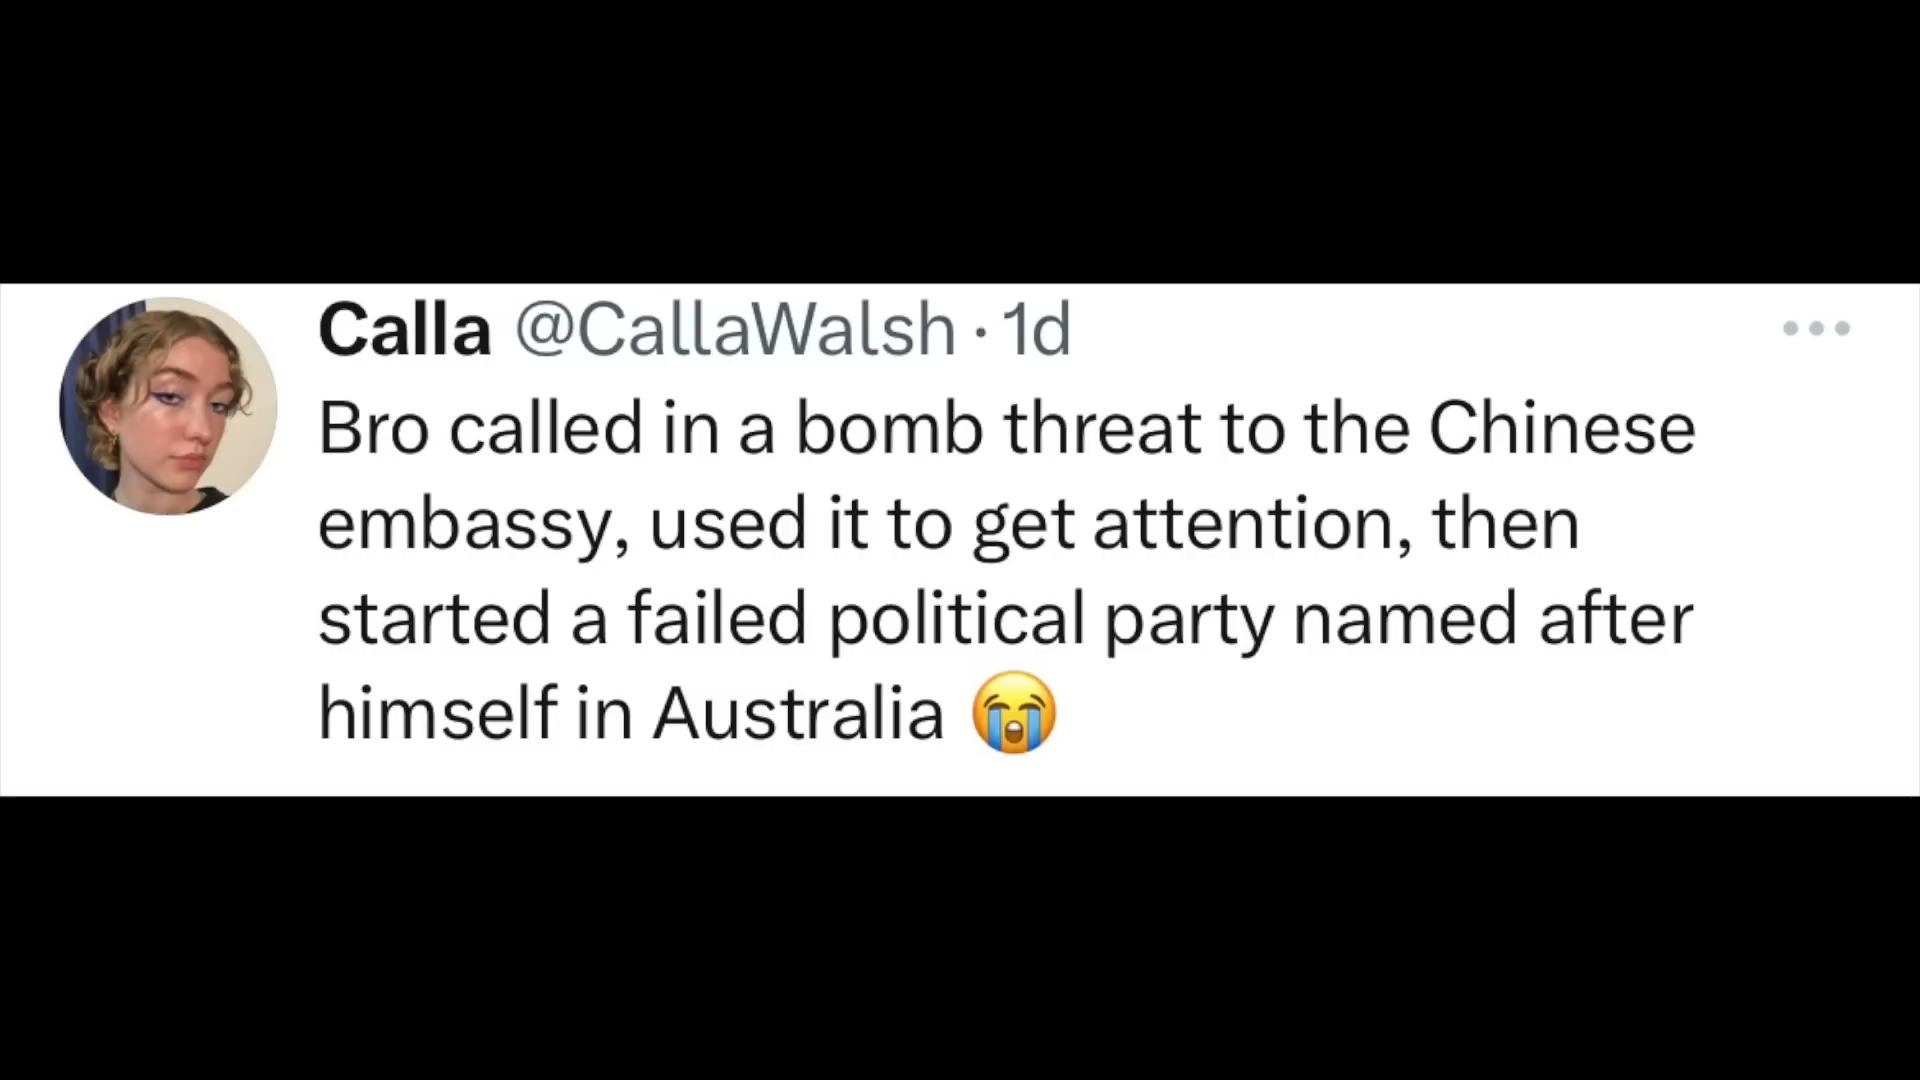 Calla @CallaWalsh · 1d
Bro called in a bomb threat to the Chinese
embassy, used it to get attention, then
started a failed political party named after
himself in Australia 😭